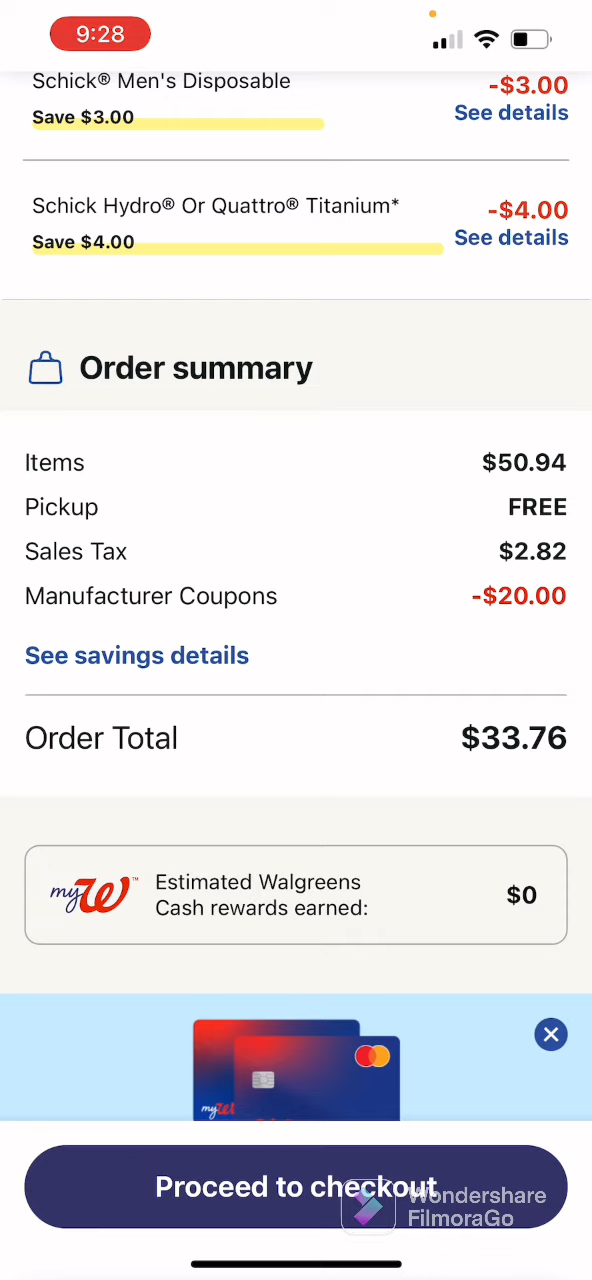 9:28
Schick® Men's Disposable
-$3.00
Save $3.00
See details
Schick Hydro® Or Quattro® Titanium*
-$4.00
Save $4.00
See details
Order summary
Items $50.94
Pickup FREE
Sales Tax $2.82
Manufacturer Coupons -$20.00
See savings details
Order Total $33.76
myW™
Estimated Walgreens
Cash rewards earned:
$0
myW
Proceed to checkout
Wondershare
FilmoraGo